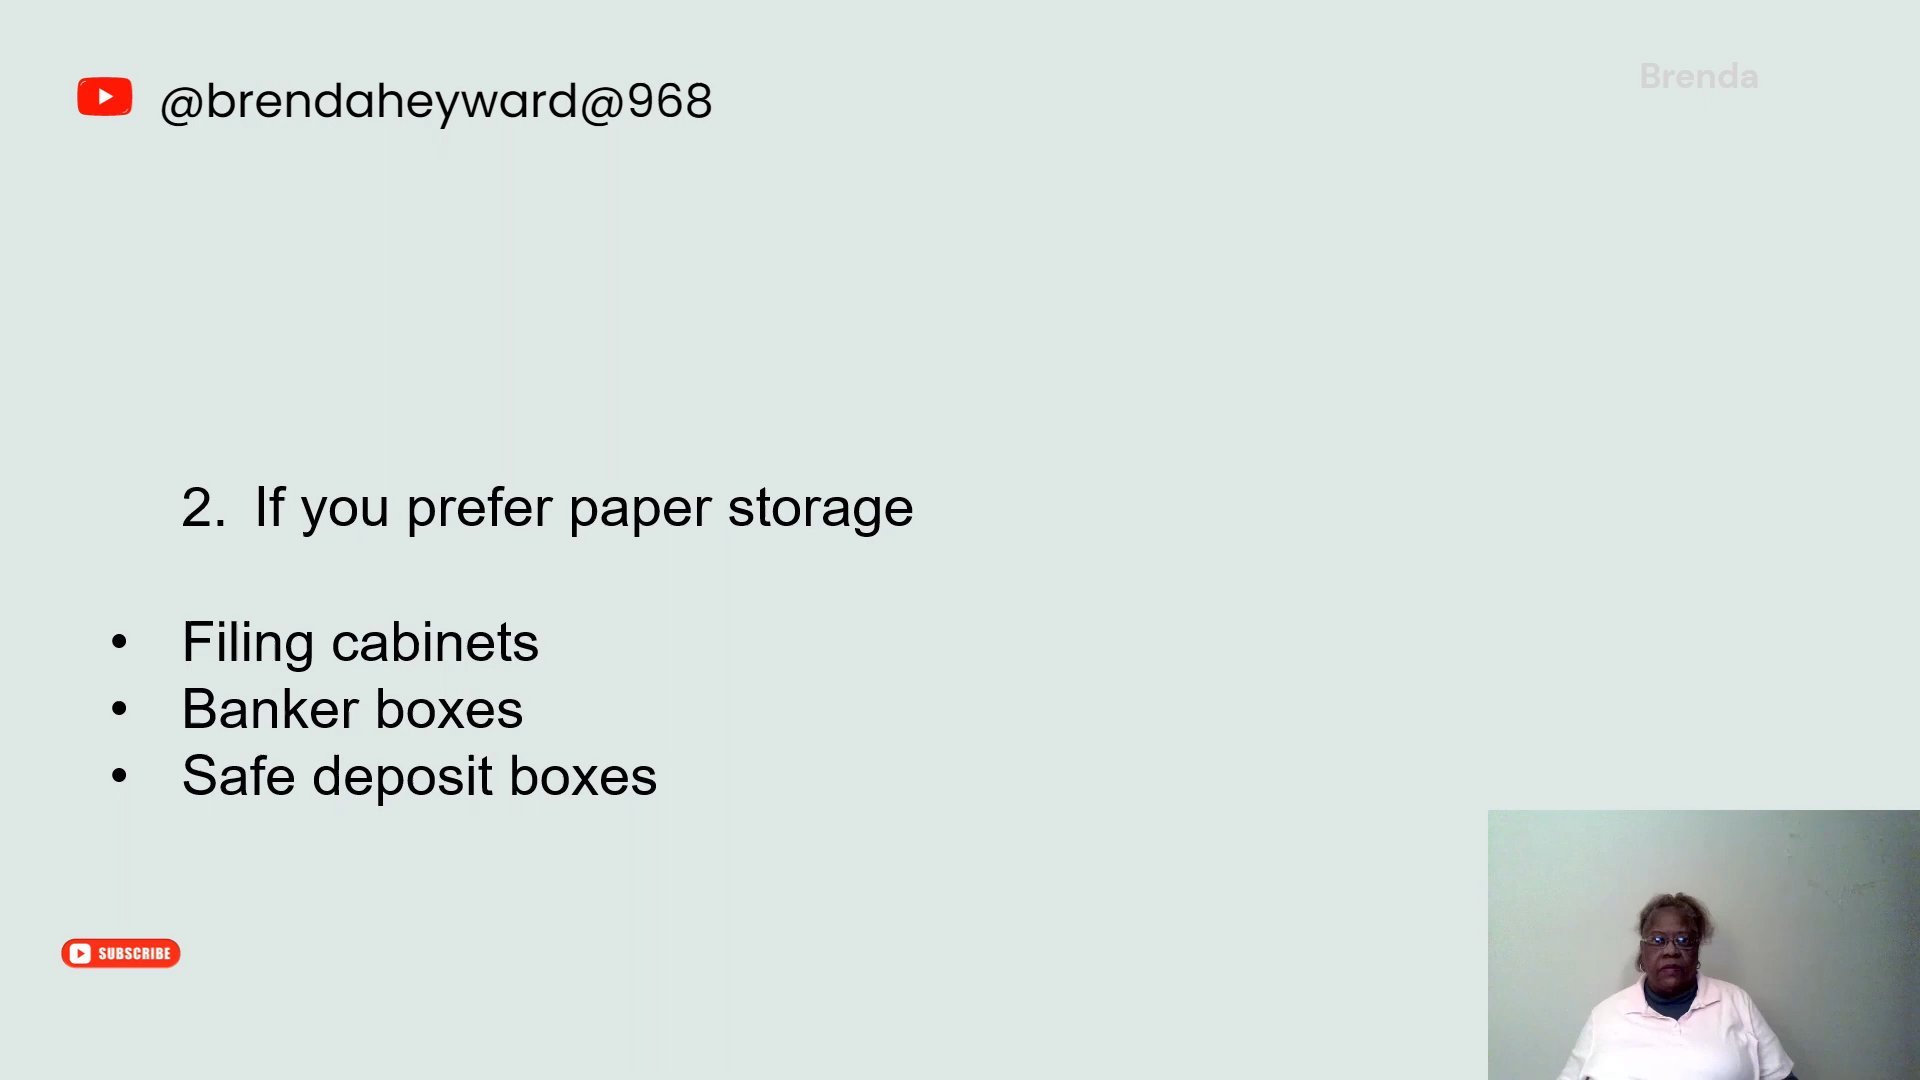 @brendaheyward@968
Brenda
2. If you prefer paper storage
• Filing cabinets
• Banker boxes
• Safe deposit boxes
SUBSCRIBE